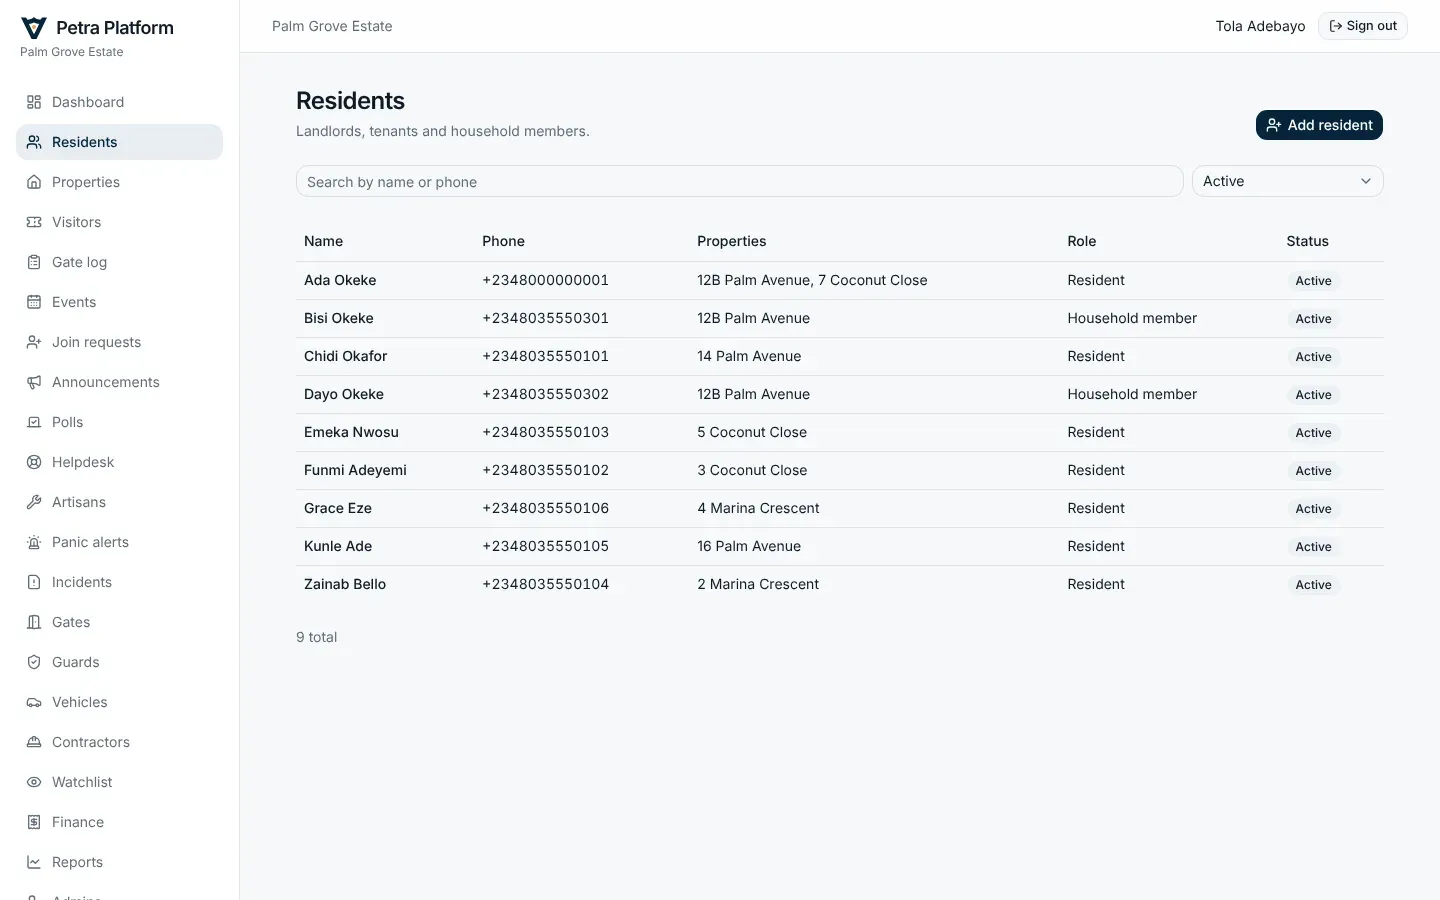 Petra Platform
Palm Grove Estate
Dashboard
Residents
Properties
Visitors
Gate log
Events
Join requests
Announcements
Polls
Helpdesk
Artisans
Panic alerts
Incidents
Gates
Guards
Vehicles
Contractors
Watchlist
Finance
Reports
Palm Grove Estate
Tola Adebayo
Sign out
Residents
Landlords, tenants and household members.
Add resident
Search by name or phone
Active
Name Phone Properties Role Status
Ada Okeke +2348000000001 12B Palm Avenue, 7 Coconut Close Resident Active
Bisi Okeke +2348035550301 12B Palm Avenue Household member Active
Chidi Okafor +2348035550101 14 Palm Avenue Resident Active
Dayo Okeke +2348035550302 12B Palm Avenue Household member Active
Emeka Nwosu +2348035550103 5 Coconut Close Resident Active
Funmi Adeyemi +2348035550102 3 Coconut Close Resident Active
Grace Eze +2348035550106 4 Marina Crescent Resident Active
Kunle Ade +2348035550105 16 Palm Avenue Resident Active
Zainab Bello +2348035550104 2 Marina Crescent Resident Active
9 total